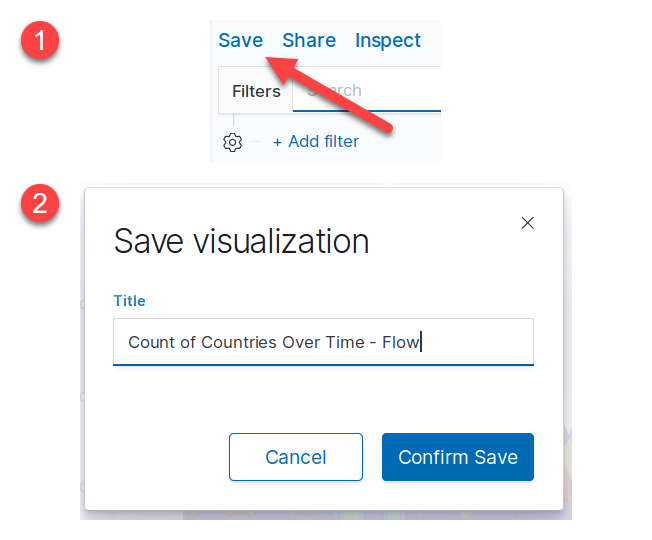 1
Save Share Inspect
Filters Search
+ Add filter
2
Save visualization
Title
Count of Countries Over Time - Flow
Cancel Confirm Save